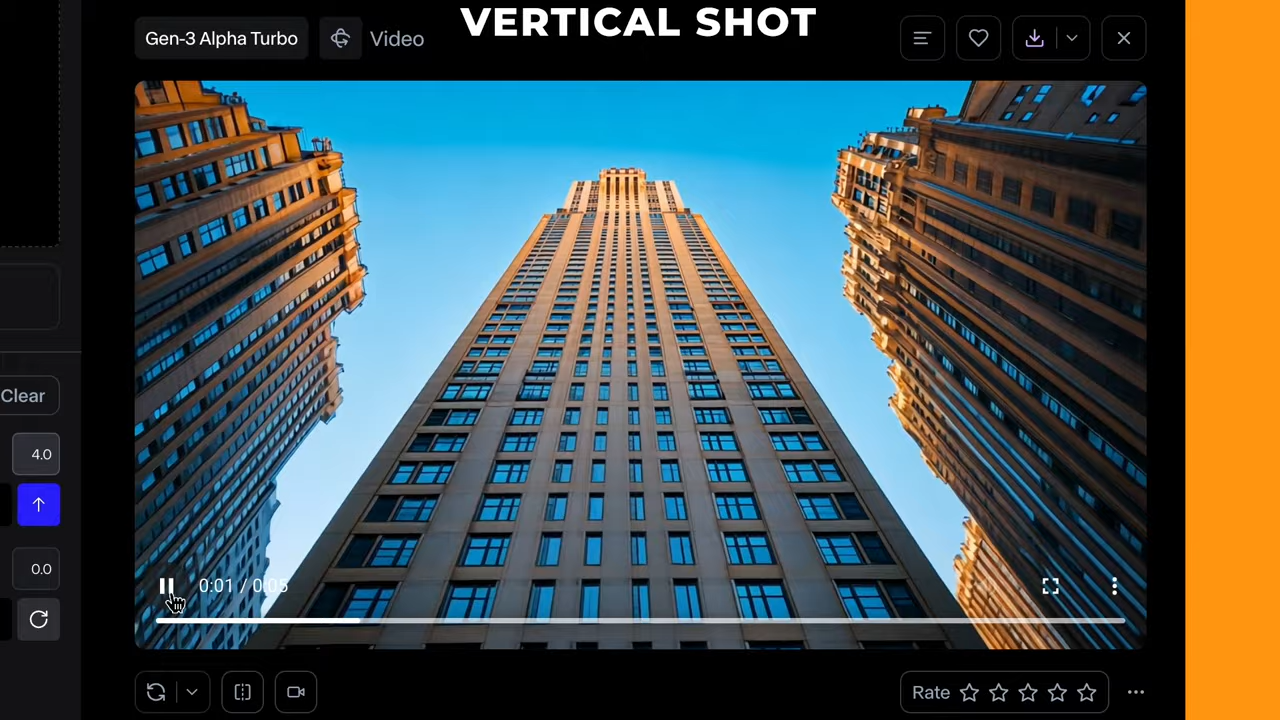 VERTICAL SHOT
Gen-3 Alpha Turbo
Video
Clear
4.0
0.0
0:01 / 0:05
Rate